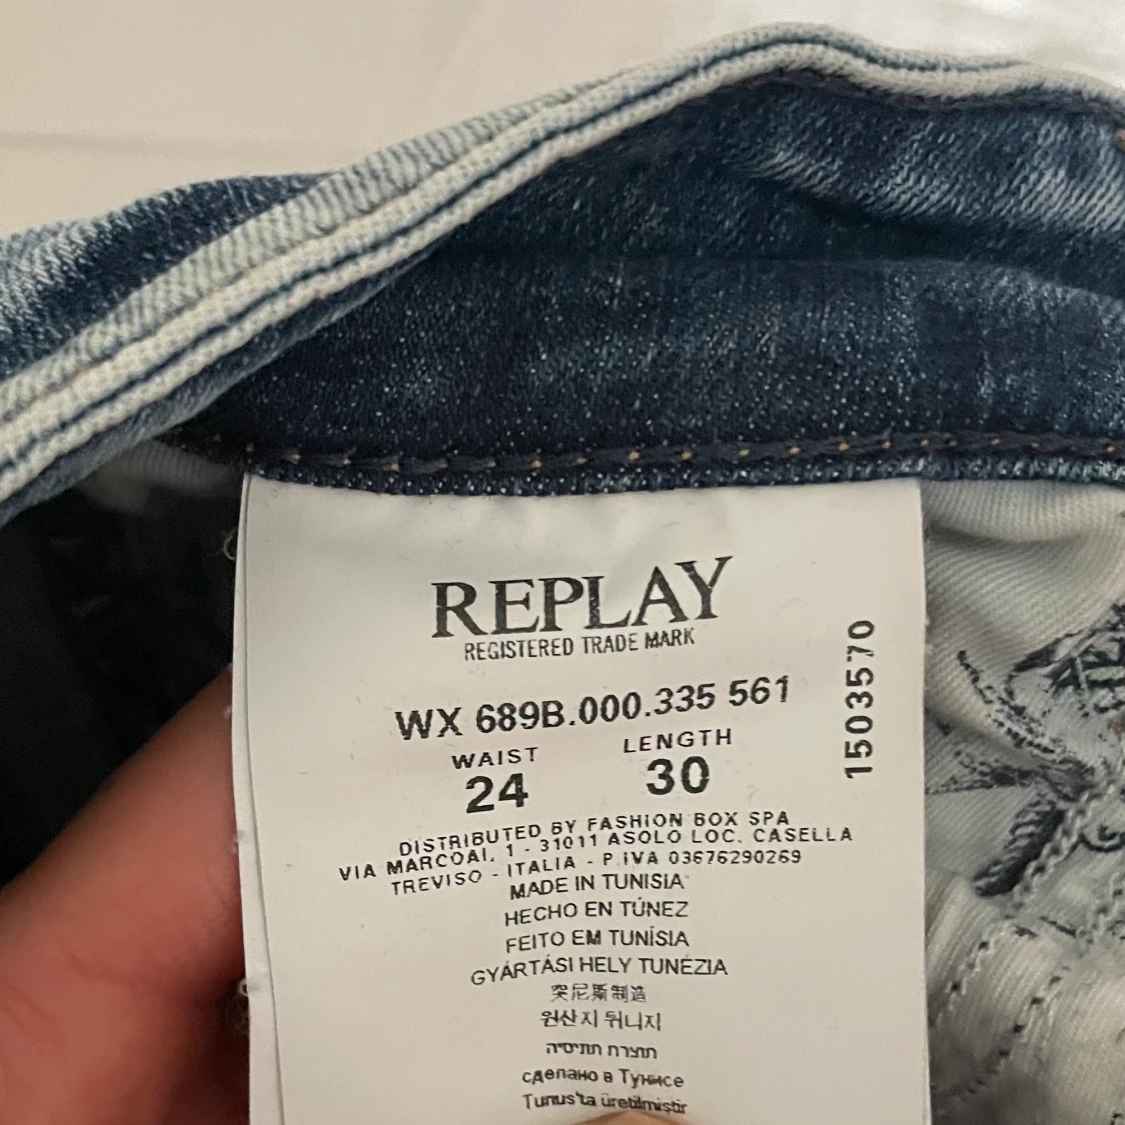 REPLAY
REGISTERED TRADE MARK
WX 689B.000.335 561
WAIST LENGTH
24 30
1503570
DISTRIBUTED BY FASHION BOX SPA
VIA MARCOAI, 1 - 31011 ASOLO LOC. CASELLA
TREVISO - ITALIA - P.IVA 03676290269
MADE IN TUNISIA
HECHO EN TÚNEZ
FEITO EM TUNÍSIA
GYÁRTÁSI HELY TUNÉZIA
突尼斯制造
원산지 튀니지
תוצרת תוניסיה
сделано в Тунисе
Tunus'ta üretilmiştir